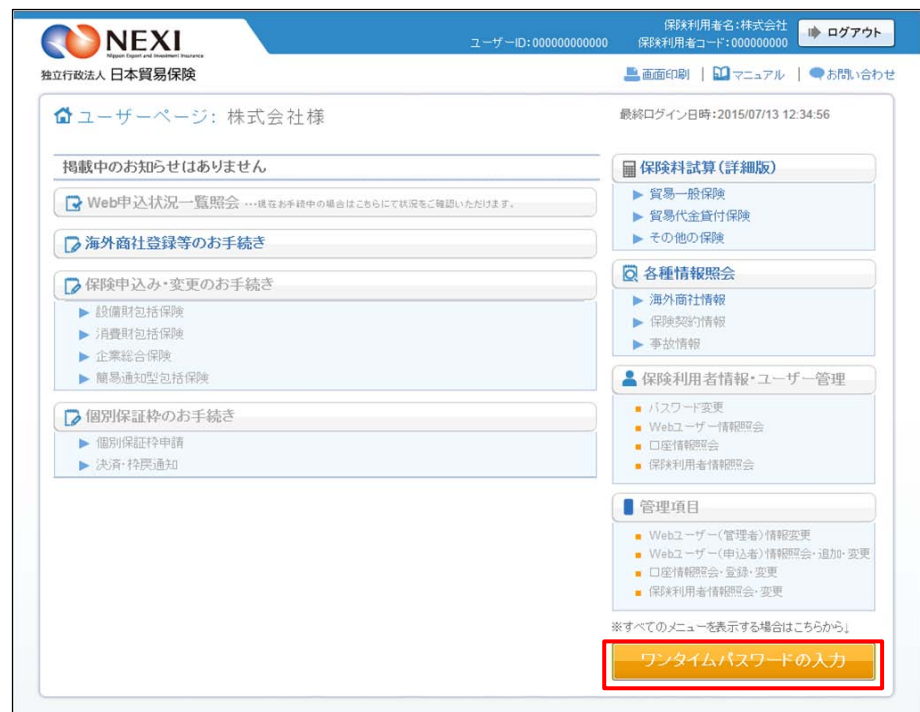 NEXI
Nippon Export and Investment Insurance
独立行政法人 日本貿易保険
ユーザーID:000000000000
保険利用者名:株式会社
保険利用者コード:000000000
ログアウト
画面印刷 | マニュアル | お問い合わせ
ユーザーページ: 株式会社様
最終ログイン日時:2015/07/13 12:34:56
掲載中のお知らせはありません
Web申込状況一覧照会 …現在お手続中の場合はこちらにて状況をご確認いただけます。
海外商社登録等のお手続き
保険申込み・変更のお手続き
設備財包括保険
消費財包括保険
企業総合保険
簡易通知型包括保険
個別保証枠のお手続き
個別保証枠申請
決済・枠戻通知
保険料試算(詳細版)
貿易一般保険
貿易代金貸付保険
その他の保険
各種情報照会
海外商社情報
保険契約情報
事故情報
保険利用者情報・ユーザー管理
パスワード変更
Webユーザー情報照会
口座情報照会
保険利用者情報照会
管理項目
Webユーザー(管理者)情報変更
Webユーザー(申込者)情報照会・追加・変更
口座情報照会・登録・変更
保険利用者情報照会・変更
※すべてのメニューを表示する場合はこちらから↓
ワンタイムパスワードの入力